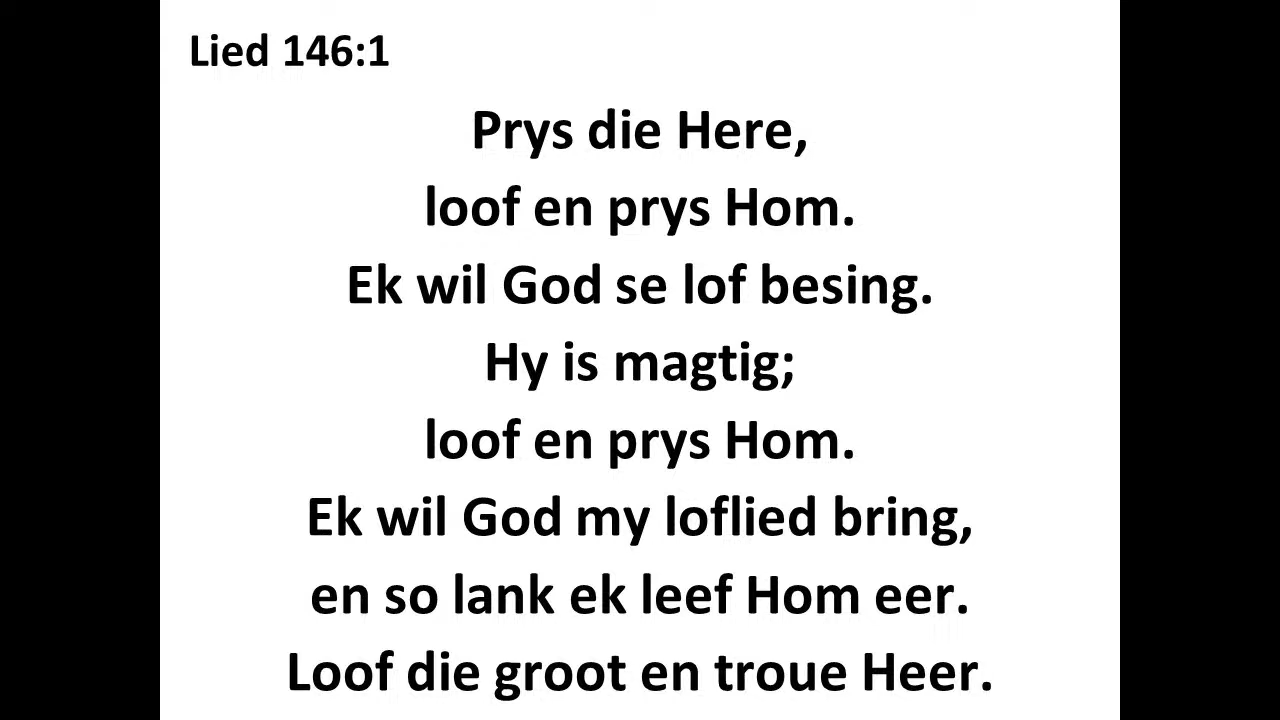 Lied 146:1
Prys die Here,
loof en prys Hom.
Ek wil God se lof besing.
Hy is magtig;
loof en prys Hom.
Ek wil God my loflied bring,
en so lank ek leef Hom eer.
Loof die groot en troue Heer.